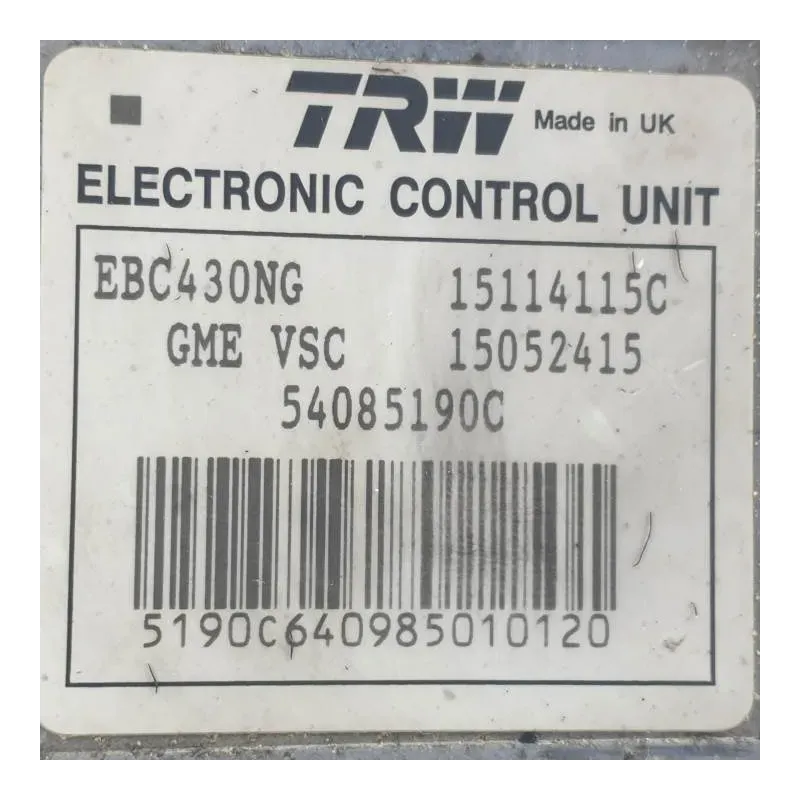 TRW Made in UK
ELECTRONIC CONTROL UNIT
EBC430NG 15114115C
GME VSC 15052415
54085190C
5190C640985010120